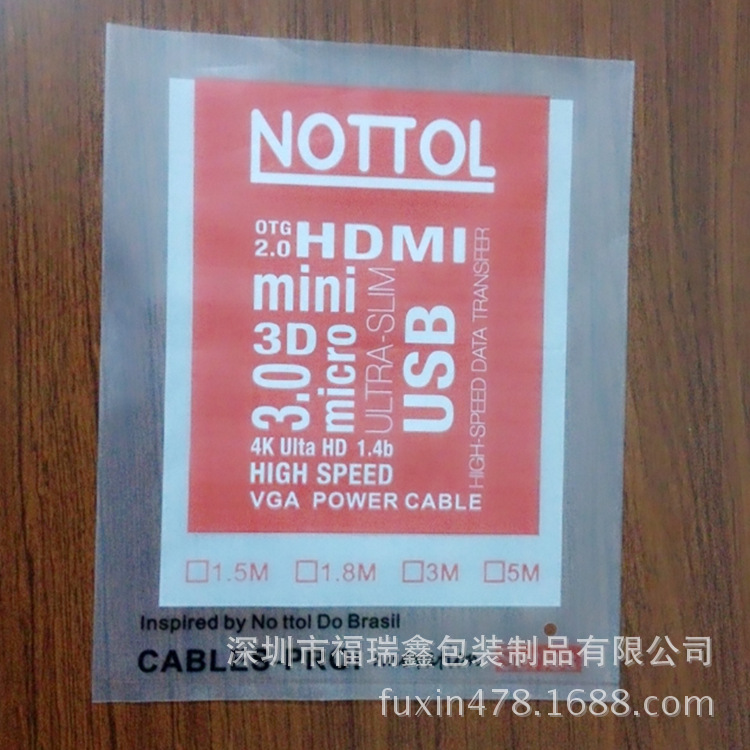 NOTTOL
OTG
2.0
HDMI
mini
3D
3.0
micro
ULTRA-SLIM
USB
HIGH-SPEED DATA TRANSFER
4K Ulta HD 1.4b
HIGH SPEED
VGA POWER CABLE
☐1.5M ☐1.8M ☐3M ☐5M
Inspired by No ttol Do Brasil
CABLES
深圳市福瑞鑫包装制品有限公司
fuxin478.1688.com